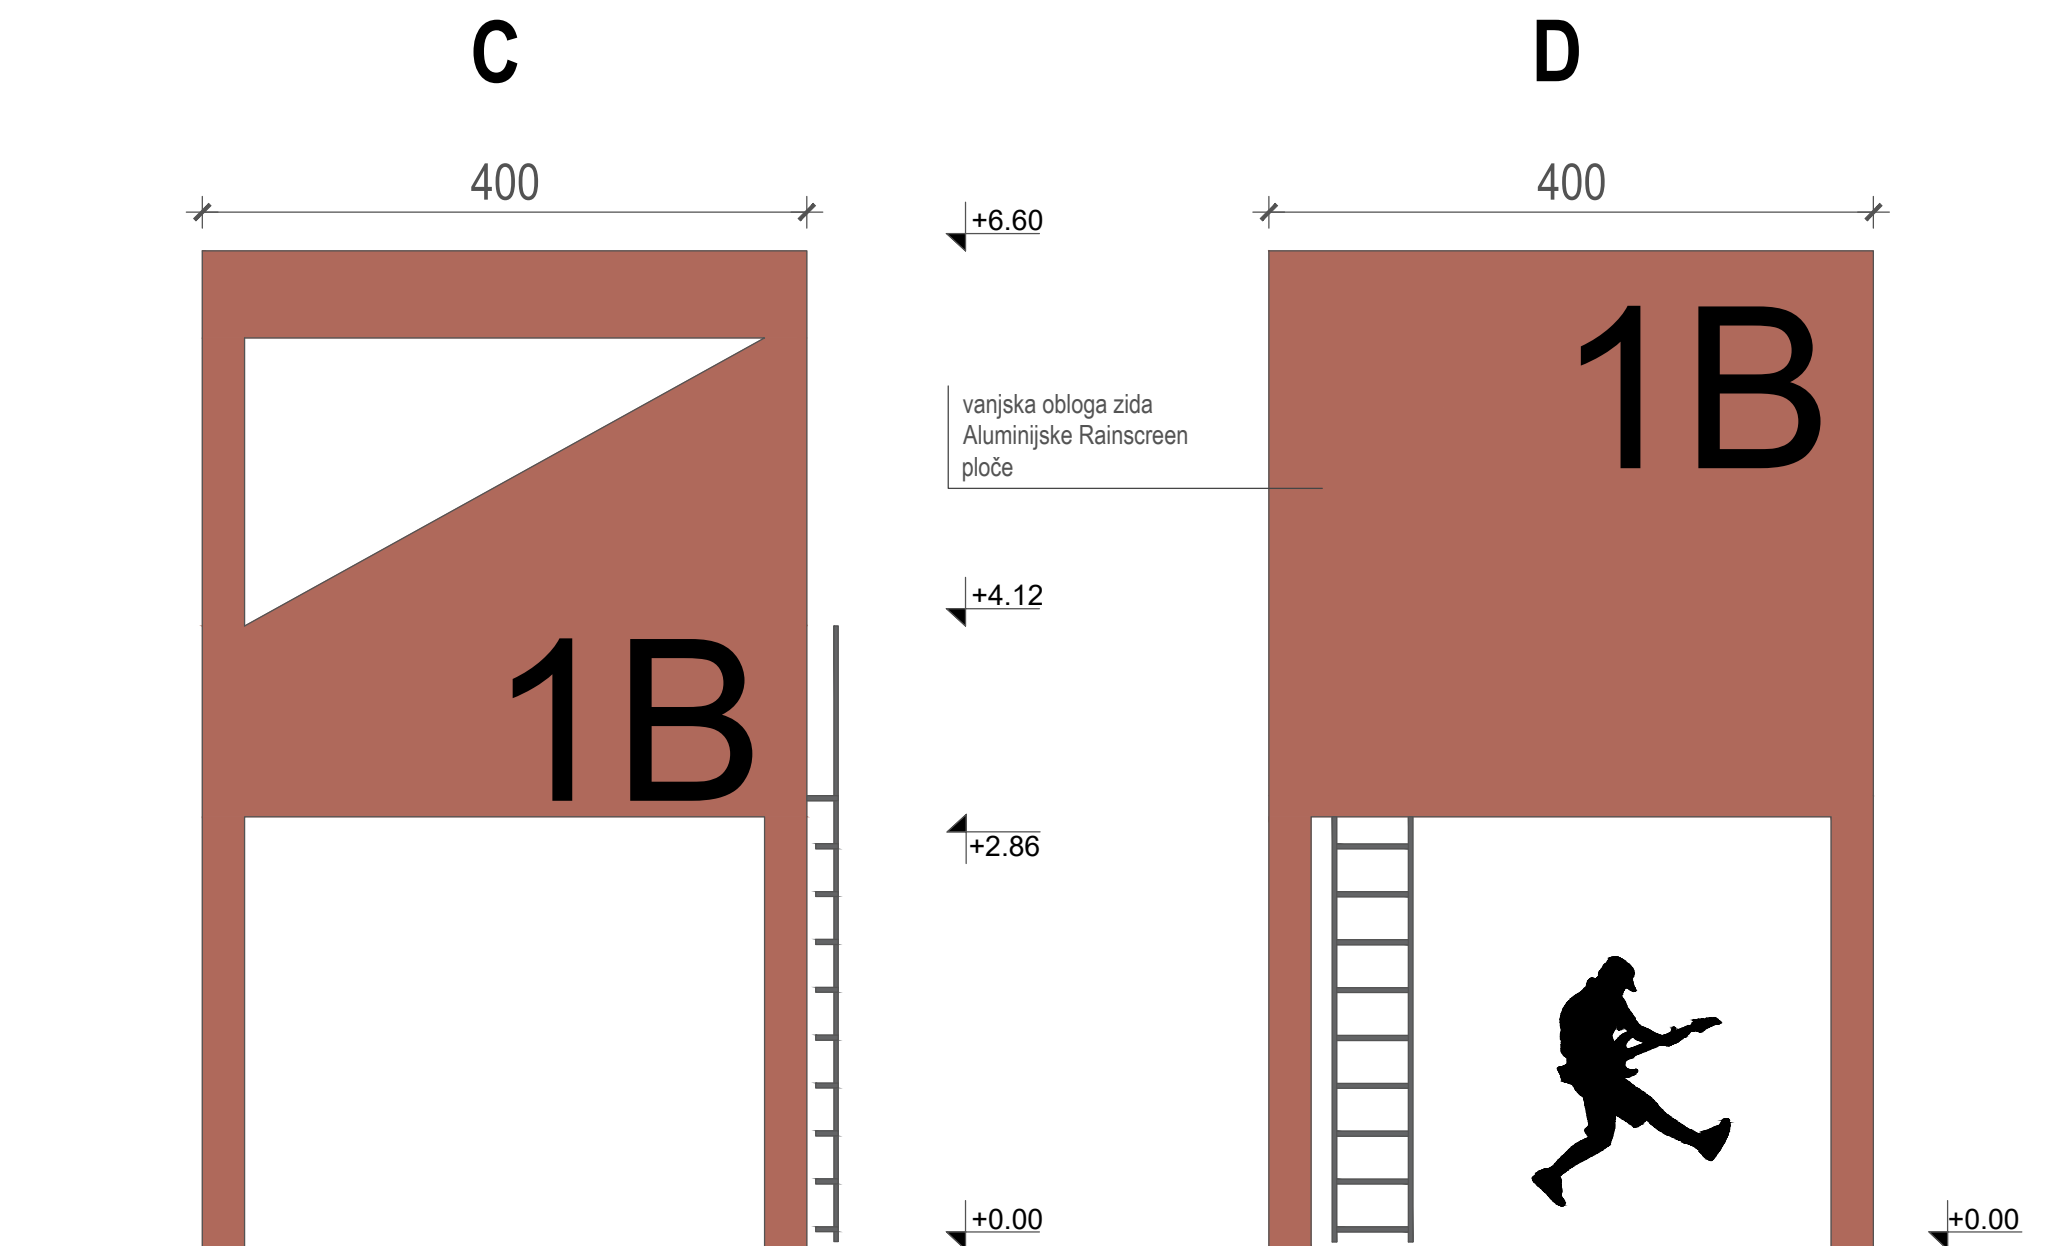 C
D
400
400
+6.60
1B
vanjska obloga zida
Aluminijske Rainscreen
ploče
+4.12
1B
+2.86
+0.00
+0.00